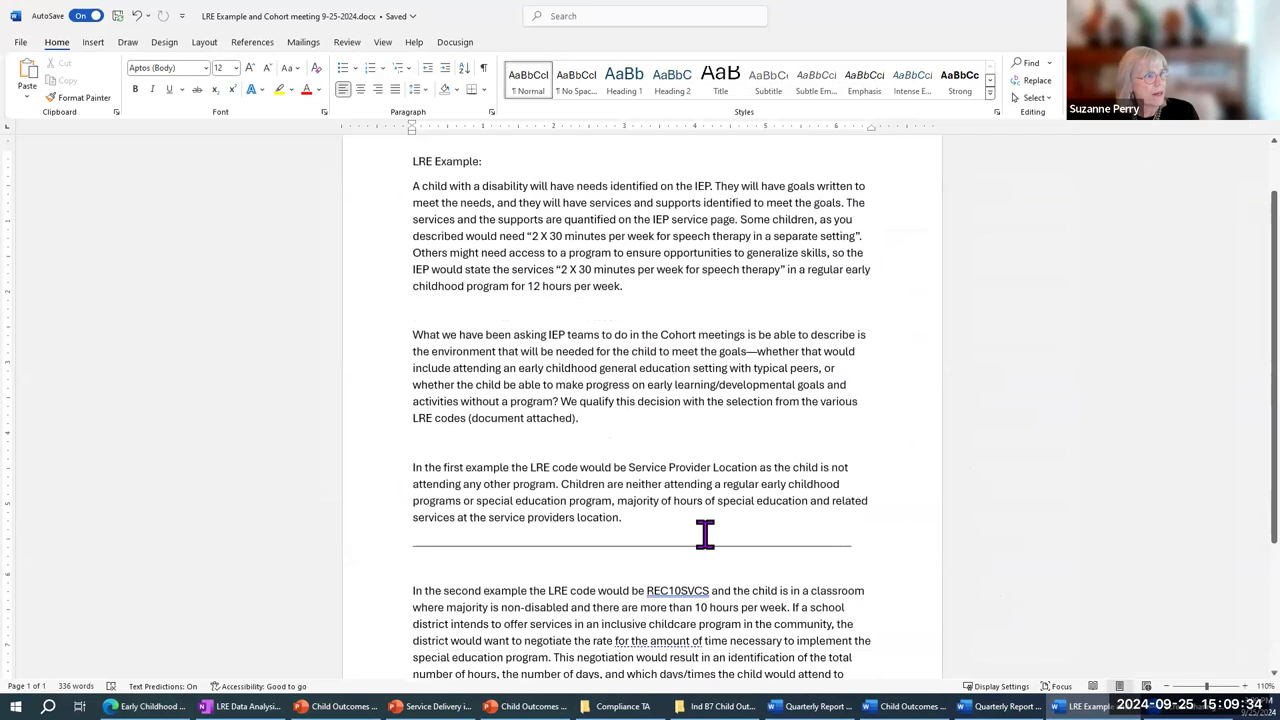 AutoSave On LRE Example and Cohort meeting 9-25-2024.docx • Saved Search
File Home Insert Draw Design Layout References Mailings Review View Help Docusign
Paste Cut Copy Format Painter Clipboard
Aptos (Body) 12 Font
Paragraph
AaBbCcI ¶ Normal AaBbCcI ¶ No Spac... AaBb Heading 1 AaBbC Heading 2 AaB Title AaBbCcI Subtitle AaBbCcI Subtle Em... AaBbCcI Emphasis AaBbCcI Intense E... AaBbCc Strong Styles
Find Replace Select Editing
Suzanne Perry
LRE Example:
A child with a disability will have needs identified on the IEP. They will have goals written to
meet the needs, and they will have services and supports identified to meet the goals. The
services and the supports are quantified on the IEP service page. Some children, as you
described would need “2 X 30 minutes per week for speech therapy in a separate setting”.
Others might need access to a program to ensure opportunities to generalize skills, so the
IEP would state the services “2 X 30 minutes per week for speech therapy” in a regular early
childhood program for 12 hours per week.
What we have been asking IEP teams to do in the Cohort meetings is be able to describe is
the environment that will be needed for the child to meet the goals—whether that would
include attending an early childhood general education setting with typical peers, or
whether the child be able to make progress on early learning/developmental goals and
activities without a program? We qualify this decision with the selection from the various
LRE codes (document attached).
In the first example the LRE code would be Service Provider Location as the child is not
attending any other program. Children are neither attending a regular early childhood
programs or special education program, majority of hours of special education and related
services at the service providers location.
In the second example the LRE code would be REC10SVCS and the child is in a classroom
where majority is non-disabled and there are more than 10 hours per week. If a school
district intends to offer services in an inclusive childcare program in the community, the
district would want to negotiate the rate for the amount of time necessary to implement the
special education program. This negotiation would result in an identification of the total
number of hours, the number of days, and which days/times the child would attend to
Page 1 of 1 336 words Text Predictions: On Accessibility: Good to go Display Settings Focus 110%
Early Childhood LRE Data Analysi... Child Outcomes Service Delivery i Child Outcomes Compliance TA Ind B7 Child Out... Quarterly Report Child Outcomes Quarterly Report LRE Example
2024-09-25 15:09:34